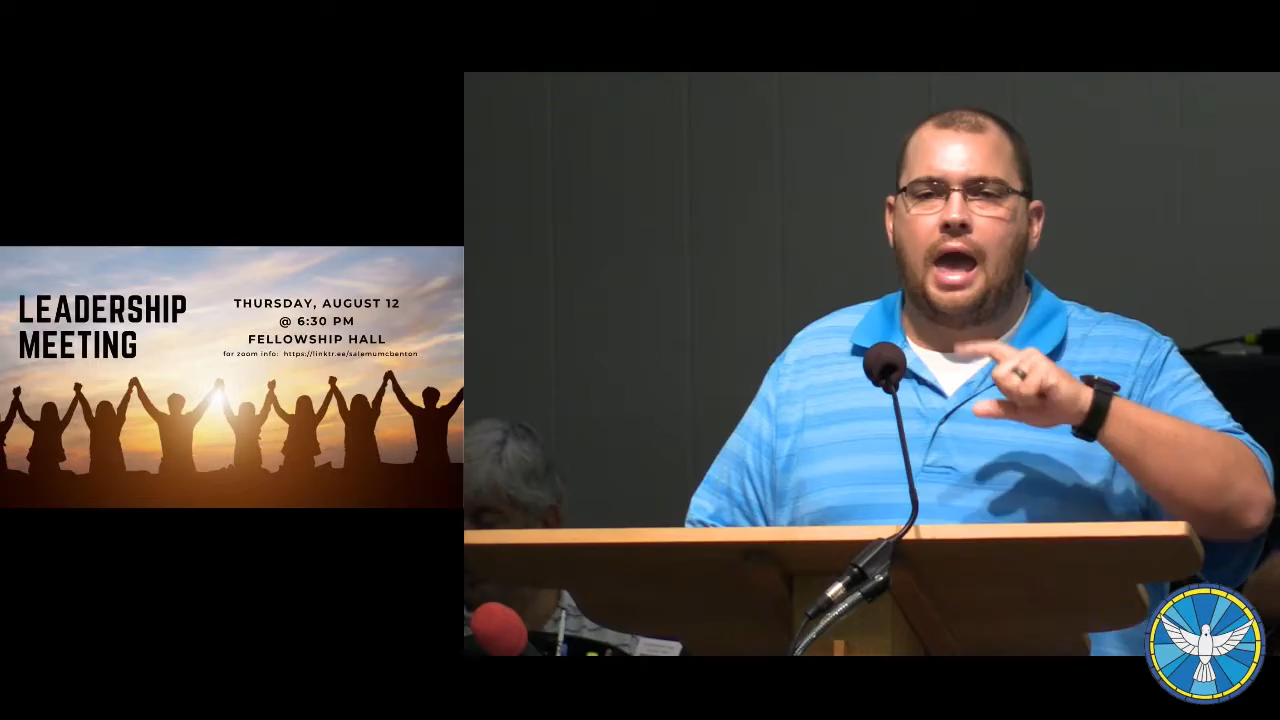 LEADERSHIP
MEETING
THURSDAY, AUGUST 12
@ 6:30 PM
FELLOWSHIP HALL
for zoom info: https://linktr.ee/salemumcbenton